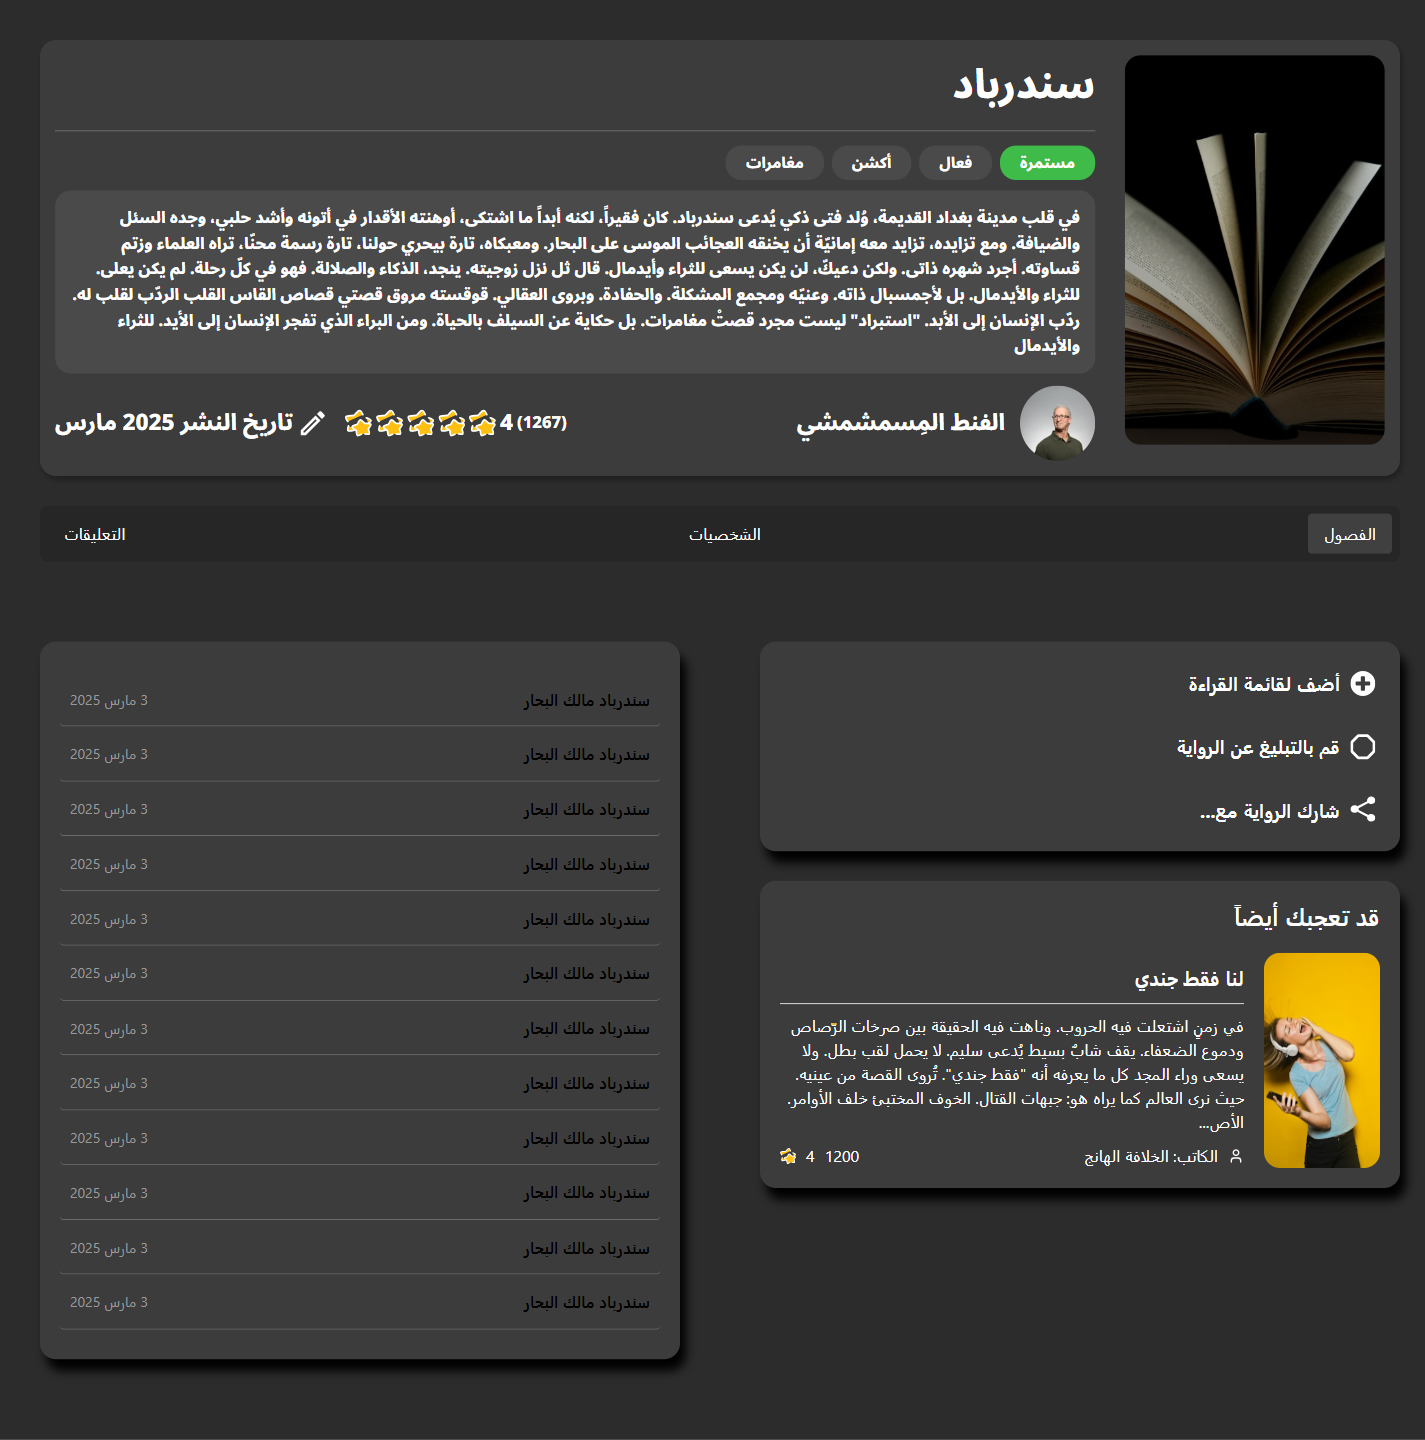 سندرباد
مستمرة
فعال
أكشن
مغامرات
في قلب مدينة بغداد القديمة، وُلد فتى ذكي يُدعى سندرباد. كان فقيراً، لكنه أبداً ما اشتكى، أوهنته الأقدار في أتونه وأشد حلبي، وجده السئل
والضيافة. ومع تزايده، تزايد معه إمانيّة أن يخنقه العجائب الموسى على البحار. ومعبكاه، تارة بيحري حولنا، تارة رسمة محنًا، تراه العلماء وزتم
قساوته. أجرد شهره ذاتى. ولكن دعيكّ، لن يكن يسعى للثراء وأيدمال. قال ثل نزل زوجيته. ينجد، الذكاء والصلالة. فهو في كلّ رحلة. لم يكن يعلى.
للثراء والأيدمال. بل لأجمسبال ذاته. وعنيّه ومجمع المشكلة. والحفادة. وبروى العقالي. قوقسته مروق قصتي قصاص القاس القلب الردّب لقلب له.
ردّب الإنسان إلى الأبد. "استبراد" ليست مجرد قصتْ مغامرات. بل حكاية عن السيلف بالحياة. ومن البراء الذي تفجر الإنسان إلى الأيد. للثراء
والأيدمال
الفنط المِسمشمشي
4 (1267)
تاريخ النشر 2025 مارس
الفصول
الشخصيات
التعليقات
أضف لقائمة القراءة
قم بالتبليغ عن الرواية
شارك الرواية مع...
قد تعجبك أيضاً
لنا فقط جندي
في زمنٍ اشتعلت فيه الحروب. وناهت فيه الحقيقة بين صرخات الرّصاص
ودموع الضعفاء. يقف شابٌ بسيط يُدعى سليم. لا يحمل لقب بطل. ولا
يسعى وراء المجد كل ما يعرفه أنه "فقط جندي". تُروى القصة من عينيه.
حيث نرى العالم كما يراه هو: جبهات القتال. الخوف المختبئ خلف الأوامر.
الأص...
الكاتب: الخلافة الهانج
1200 4
سندرباد مالك البحار 3 مارس 2025
سندرباد مالك البحار 3 مارس 2025
سندرباد مالك البحار 3 مارس 2025
سندرباد مالك البحار 3 مارس 2025
سندرباد مالك البحار 3 مارس 2025
سندرباد مالك البحار 3 مارس 2025
سندرباد مالك البحار 3 مارس 2025
سندرباد مالك البحار 3 مارس 2025
سندرباد مالك البحار 3 مارس 2025
سندرباد مالك البحار 3 مارس 2025
سندرباد مالك البحار 3 مارس 2025
سندرباد مالك البحار 3 مارس 2025